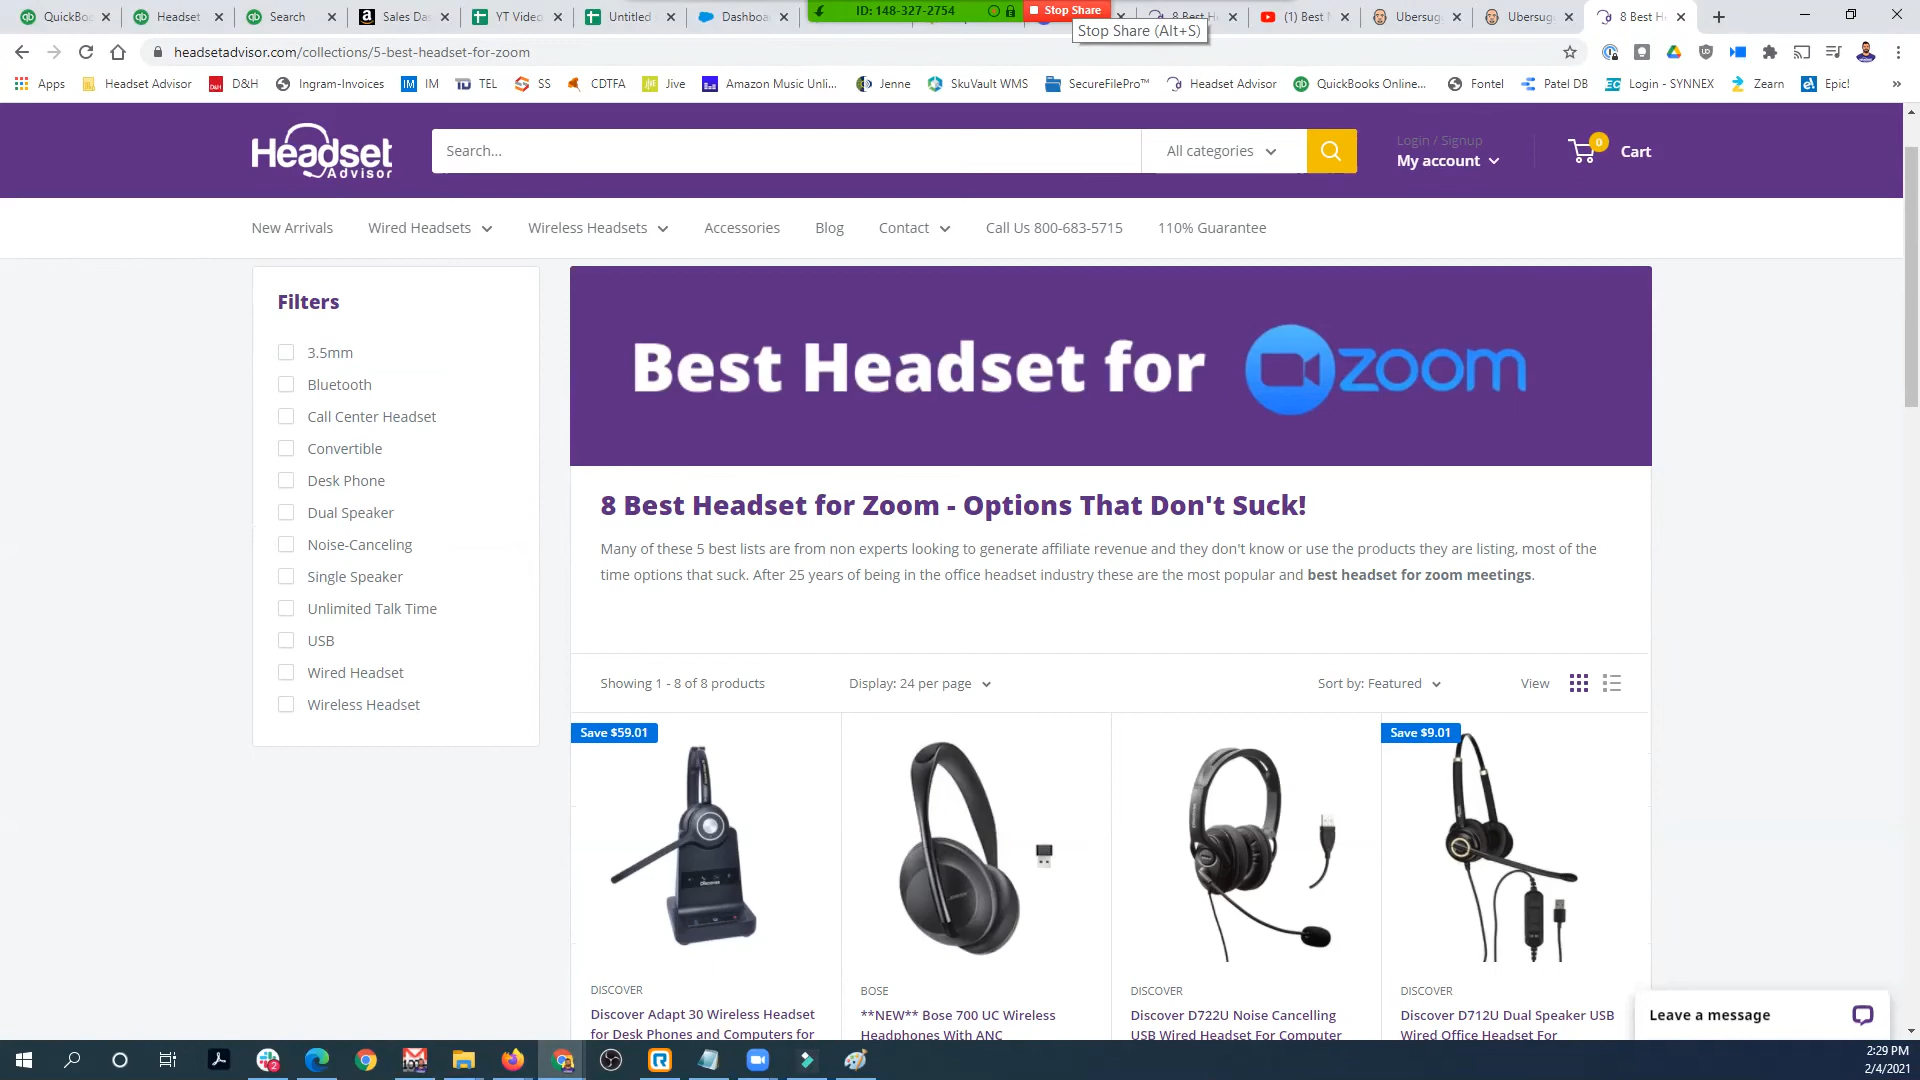 QuickBo
Headset
Search
Sales Das
YT Video
Untitled
Dashboa
ID: 148-327-2754
Stop Share
8 Best H
(1) Best
Ubersug
Ubersug
8 Best H
Stop Share (Alt+S)
headsetadvisor.com/collections/5-best-headset-for-zoom
Apps
Headset Advisor
D&H
Ingram-Invoices
IM
TEL
SS
CDTFA
Jive
Amazon Music Unli...
Jenne
SkuVault WMS
SecureFilePro™
Headset Advisor
QuickBooks Online...
Fontel
Patel DB
Login - SYNNEX
Zearn
Epic!
»
Headset
Advisor
Search...
All categories
Login / Signup
My account
0
Cart
New Arrivals
Wired Headsets
Wireless Headsets
Accessories
Blog
Contact
Call Us 800-683-5715
110% Guarantee
Filters
3.5mm
Bluetooth
Call Center Headset
Convertible
Desk Phone
Dual Speaker
Noise-Canceling
Single Speaker
Unlimited Talk Time
USB
Wired Headset
Wireless Headset
Best Headset for zoom
8 Best Headset for Zoom - Options That Don't Suck!
Many of these 5 best lists are from non experts looking to generate affiliate revenue and they don't know or use the products they are listing, most of the
time options that suck. After 25 years of being in the office headset industry these are the most popular and best headset for zoom meetings.
Showing 1 - 8 of 8 products
Display: 24 per page
Sort by: Featured
View
Save $59.01
Save $9.01
DISCOVER
Discover Adapt 30 Wireless Headset
for Desk Phones and Computers for
BOSE
**NEW** Bose 700 UC Wireless
Headphones With ANC
DISCOVER
Discover D722U Noise Cancelling
USB Wired Headset For Computer
DISCOVER
Discover D712U Dual Speaker USB
Wired Office Headset For
Leave a message
2:29 PM
2/4/2021